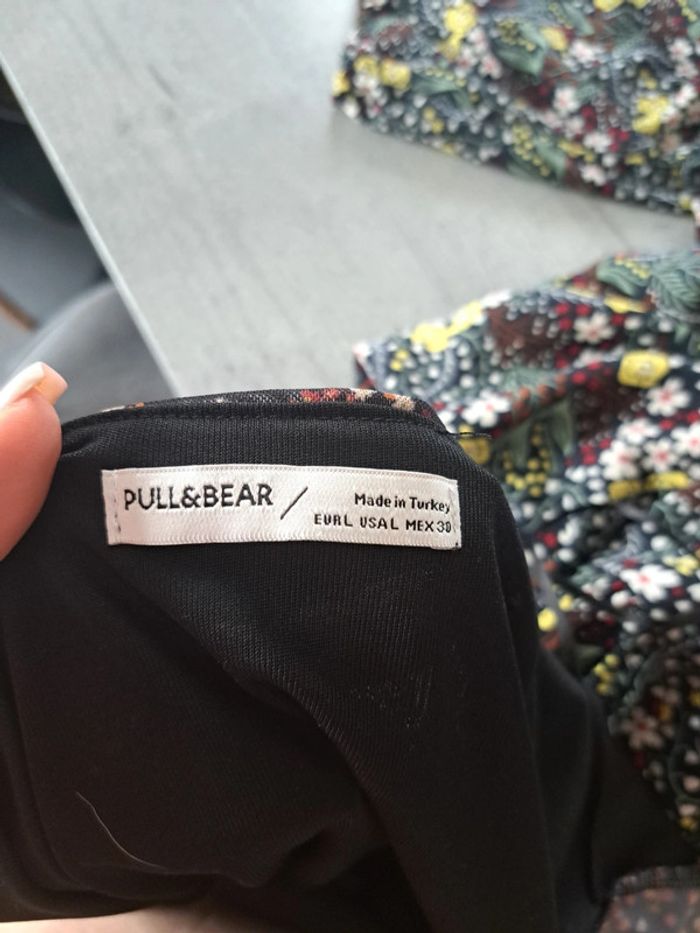 PULL&BEAR /
Made in Turkey
EUR L USA L MEX 30